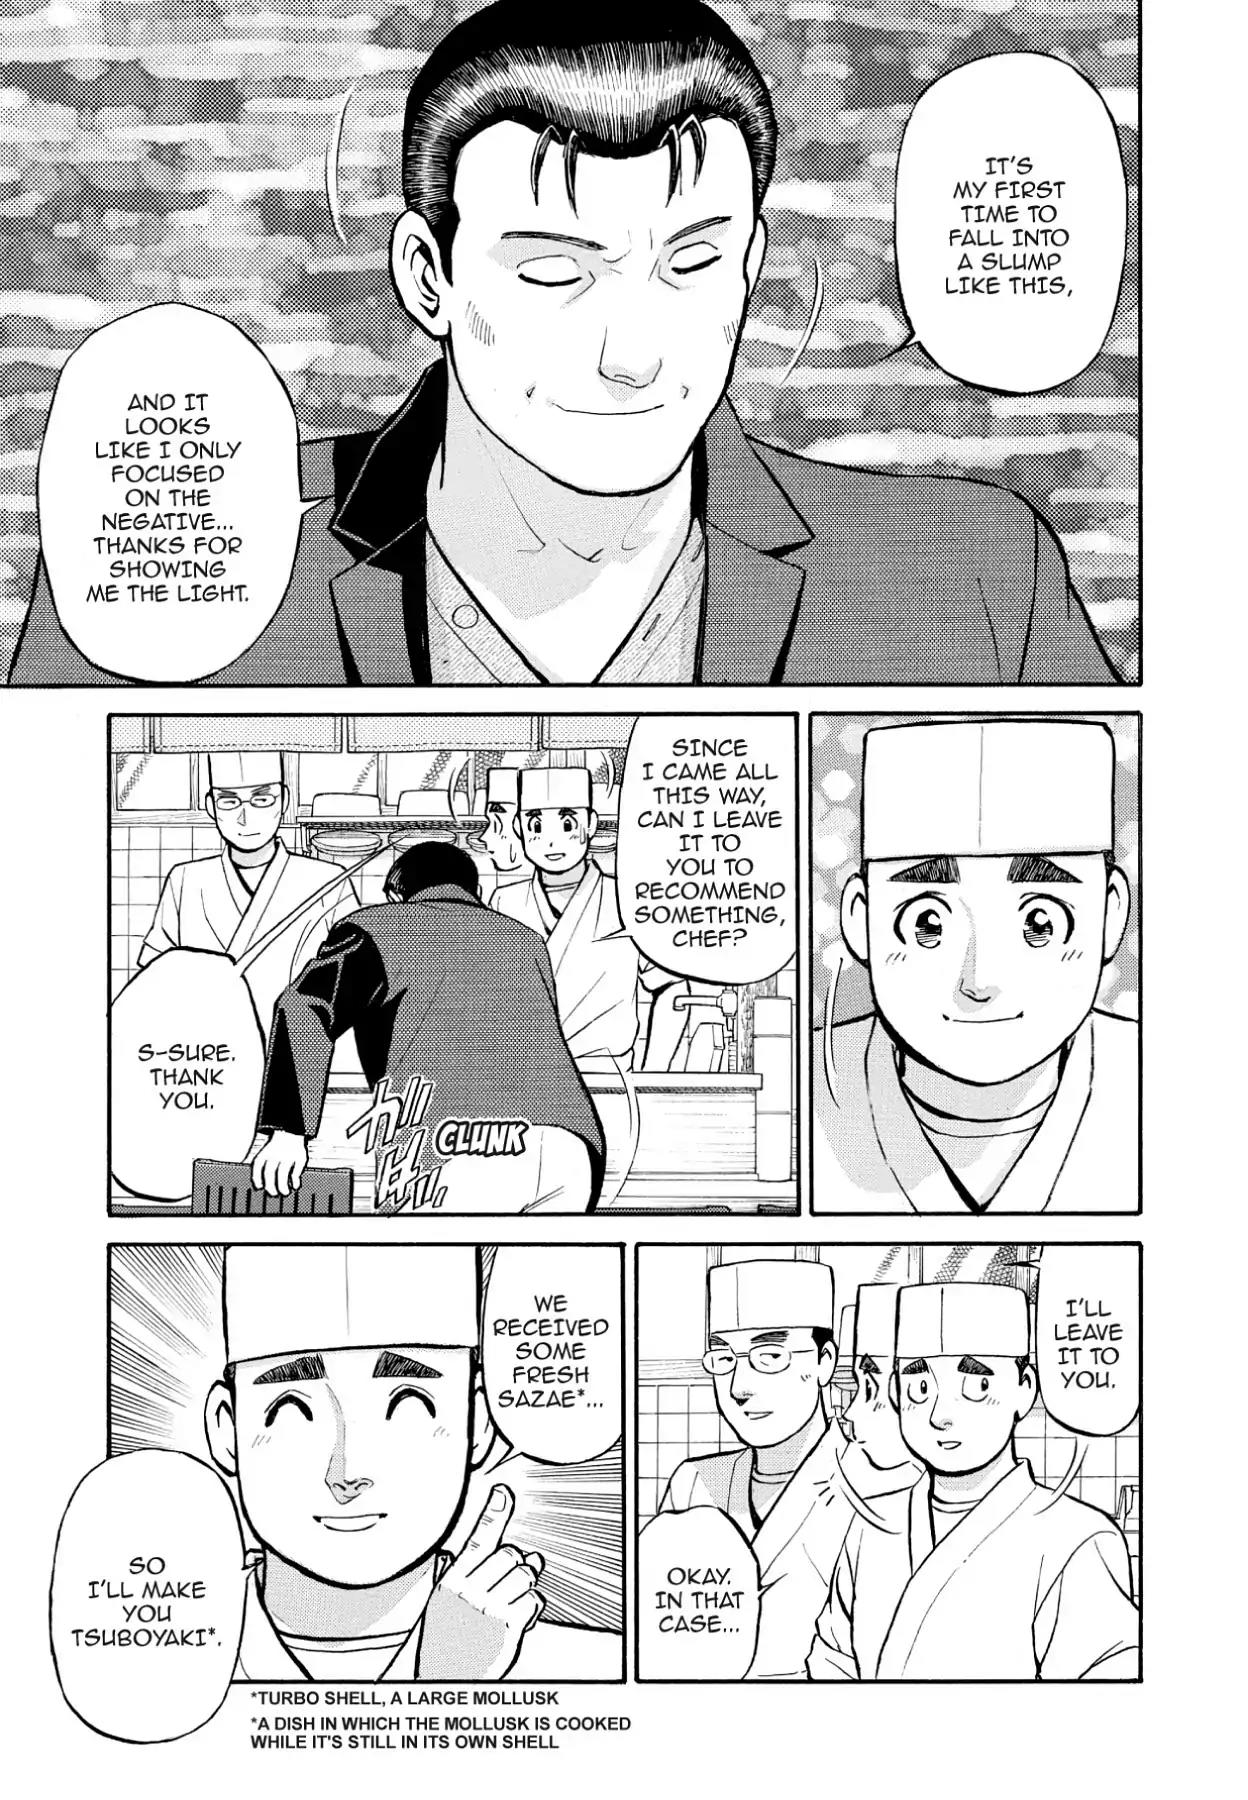 IT'S
MY FIRST
TIME TO
FALL INTO
A SLUMP
LIKE THIS,
AND IT
LOOKS
LIKE I ONLY
FOCUSED
ON THE
NEGATIVE...
THANKS FOR
SHOWING
ME THE LIGHT.
SINCE
I CAME ALL
THIS WAY,
CAN I LEAVE
IT TO
YOU TO
RECOMMEND
SOMETHING,
CHEF?
S-SURE.
THANK
YOU.
ガガ
CLUNK
I'LL
LEAVE
IT TO
YOU.
OKAY.
IN THAT
CASE...
WE
RECEIVED
SOME
FRESH
SAZAE*...
SO
I'LL MAKE
YOU
TSUBOYAKI*.
*TURBO SHELL, A LARGE MOLLUSK
*A DISH IN WHICH THE MOLLUSK IS COOKED
WHILE IT'S STILL IN ITS OWN SHELL